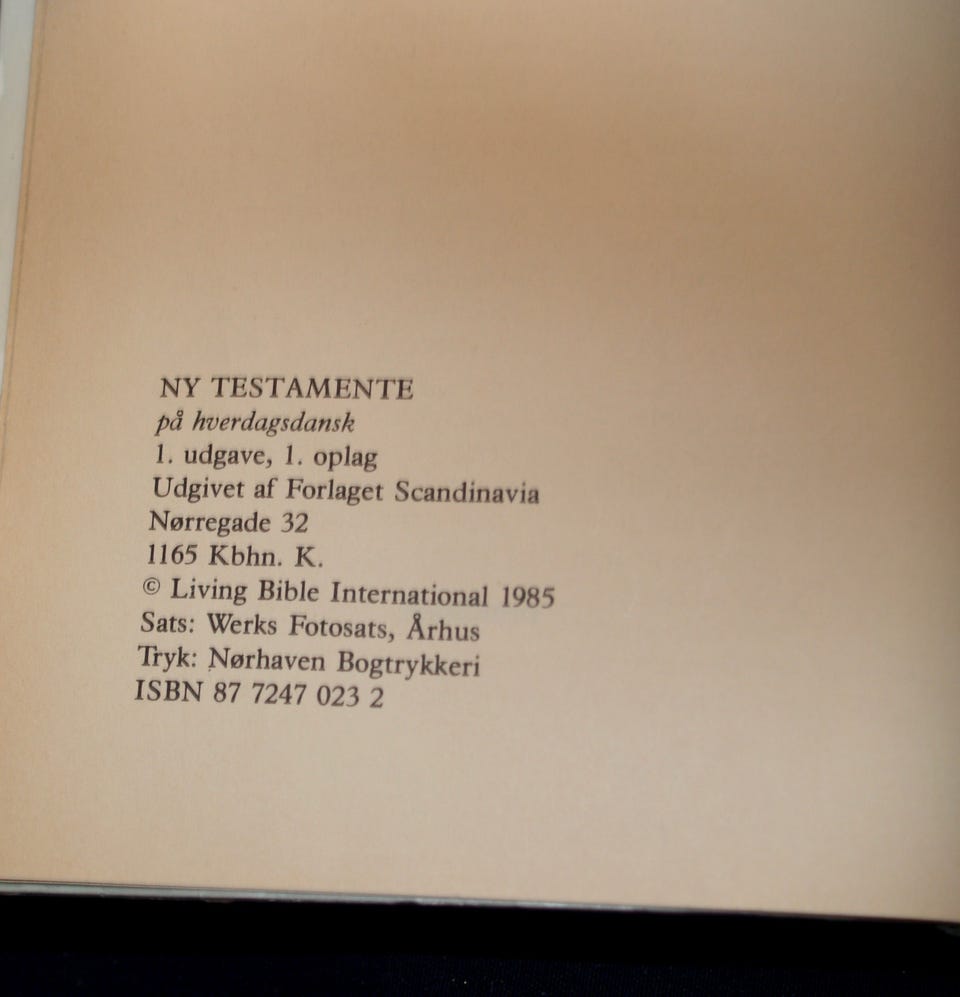 NY TESTAMENTE
på hverdagsdansk
1. udgave, 1. oplag
Udgivet af Forlaget Scandinavia
Nørregade 32
1165 Kbhn. K.
© Living Bible International 1985
Sats: Werks Fotosats, Århus
Tryk: Nørhaven Bogtrykkeri
ISBN 87 7247 023 2